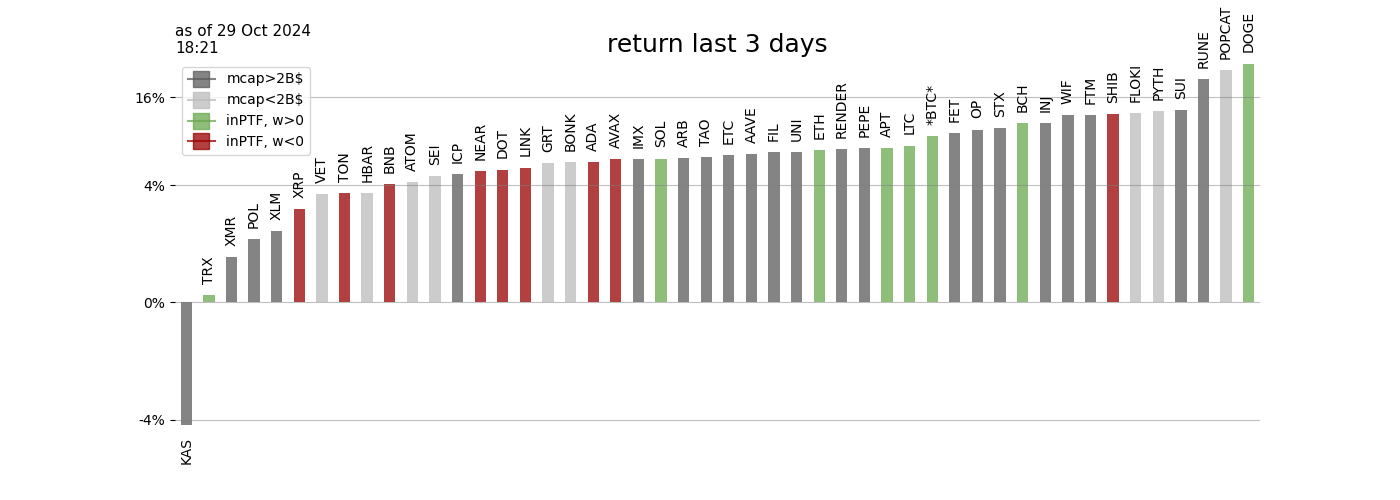 as of 29 Oct 2024
18:21
return last 3 days
mcap>2B$
mcap<2B$
inPTF, w>0
inPTF, w<0
16%
4%
0%
-4%
KAS
TRX
XMR
POL
XLM
XRP
VET
TON
HBAR
BNB
ATOM
SEI
ICP
NEAR
DOT
LINK
GRT
BONK
ADA
AVAX
IMX
SOL
ARB
TAO
ETC
AAVE
FIL
UNI
ETH
RENDER
PEPE
APT
LTC
*BTC*
FET
OP
STX
BCH
INJ
WIF
FTM
SHIB
FLOKI
PYTH
SUI
RUNE
POPCAT
DOGE